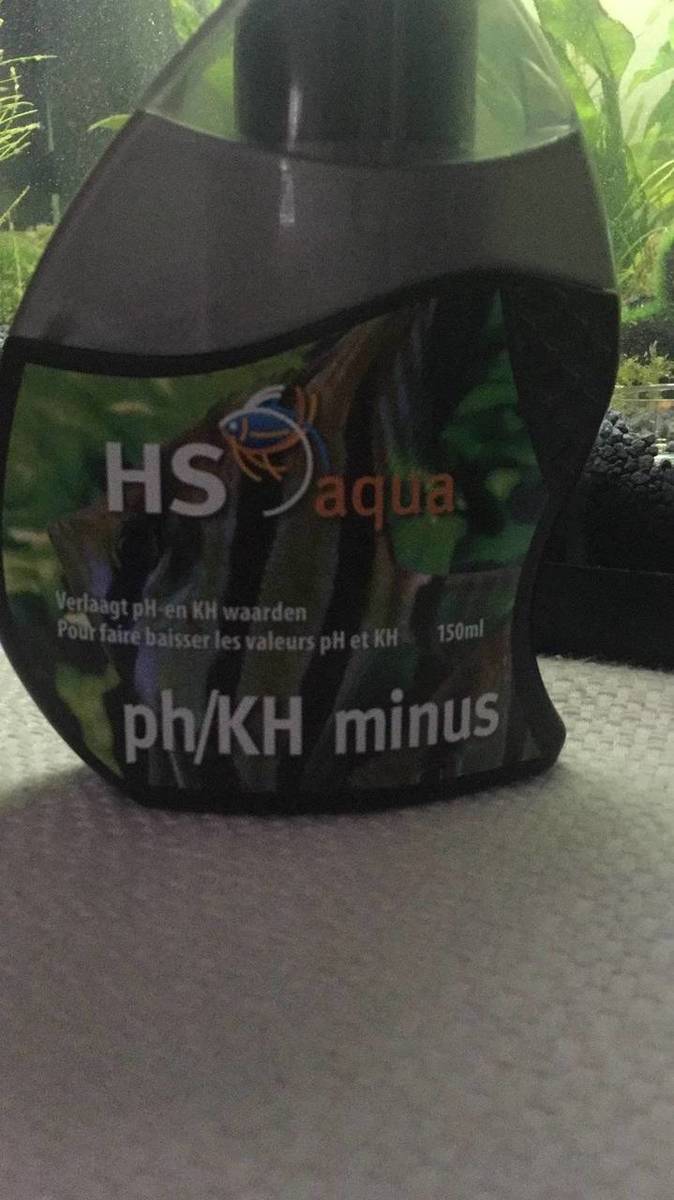 HS aqua
Verlaagt pH-en KH waarden
Pour faire baisser les valeurs pH et KH 150ml
ph/KH minus